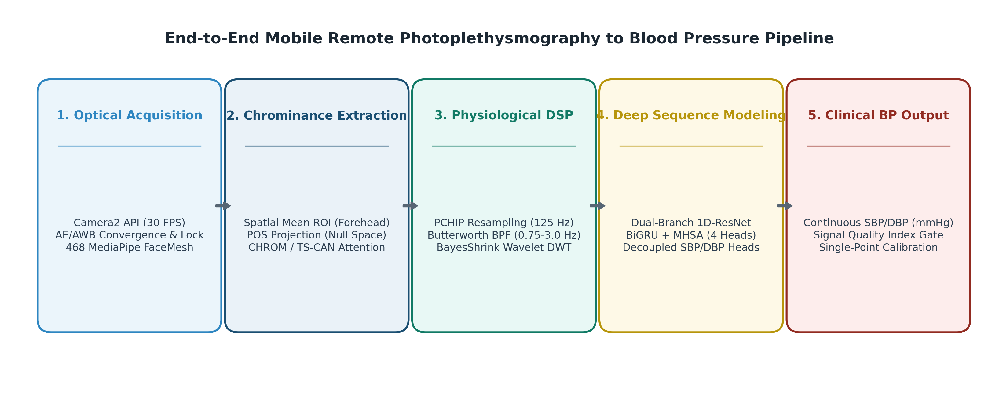 End-to-End Mobile Remote Photoplethysmography to Blood Pressure Pipeline
1. Optical Acquisition
Camera2 API (30 FPS)
AE/AWB Convergence & Lock
468 MediaPipe FaceMesh
2. Chrominance Extraction
Spatial Mean ROI (Forehead)
POS Projection (Null Space)
CHROM / TS-CAN Attention
3. Physiological DSP
PCHIP Resampling (125 Hz)
Butterworth BPF (0.75-3.0 Hz)
BayesShrink Wavelet DWT
4. Deep Sequence Modeling
Dual-Branch 1D-ResNet
BiGRU + MHSA (4 Heads)
Decoupled SBP/DBP Heads
5. Clinical BP Output
Continuous SBP/DBP (mmHg)
Signal Quality Index Gate
Single-Point Calibration